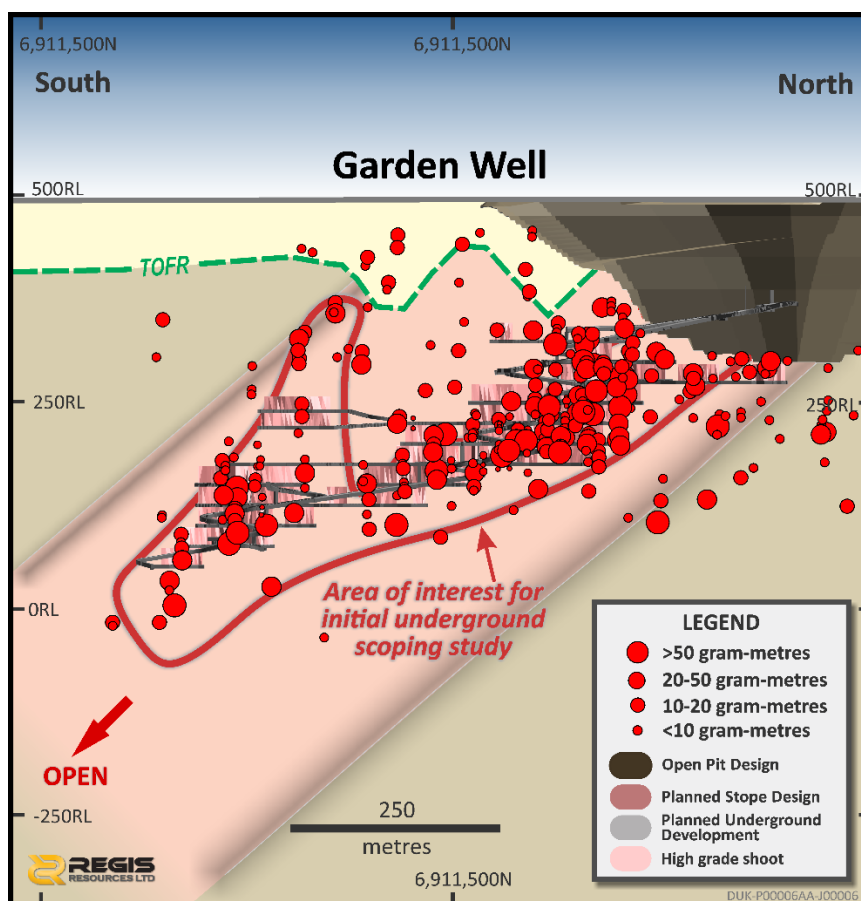 6,911,500N
6,911,500N
South
North
Garden Well
500RL
500RL
TOFR
250RL
250RL
0RL
Area of interest for
initial underground
scoping study
OPEN
-250RL
250
metres
6,911,500N
LEGEND
>50 gram-metres
20-50 gram-metres
10-20 gram-metres
<10 gram-metres
Open Pit Design
Planned Stope Design
Planned Underground
Development
High grade shoot
REGIS
RESOURCES LTD
DUK-P00006AA-J00006